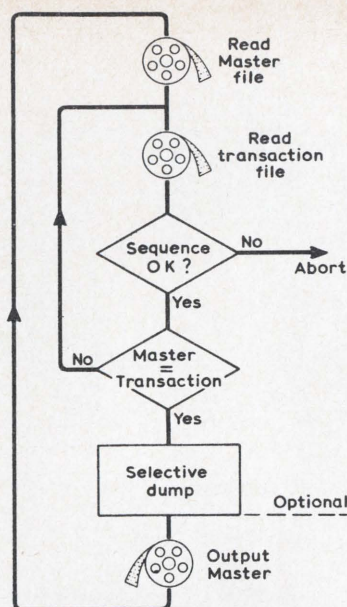 Read
Master
file
Read
transaction
file
Sequence
OK ?
No
Abort
Yes
No
Master
=
Transaction
Yes
Selective
dump
Optional
Output
Master